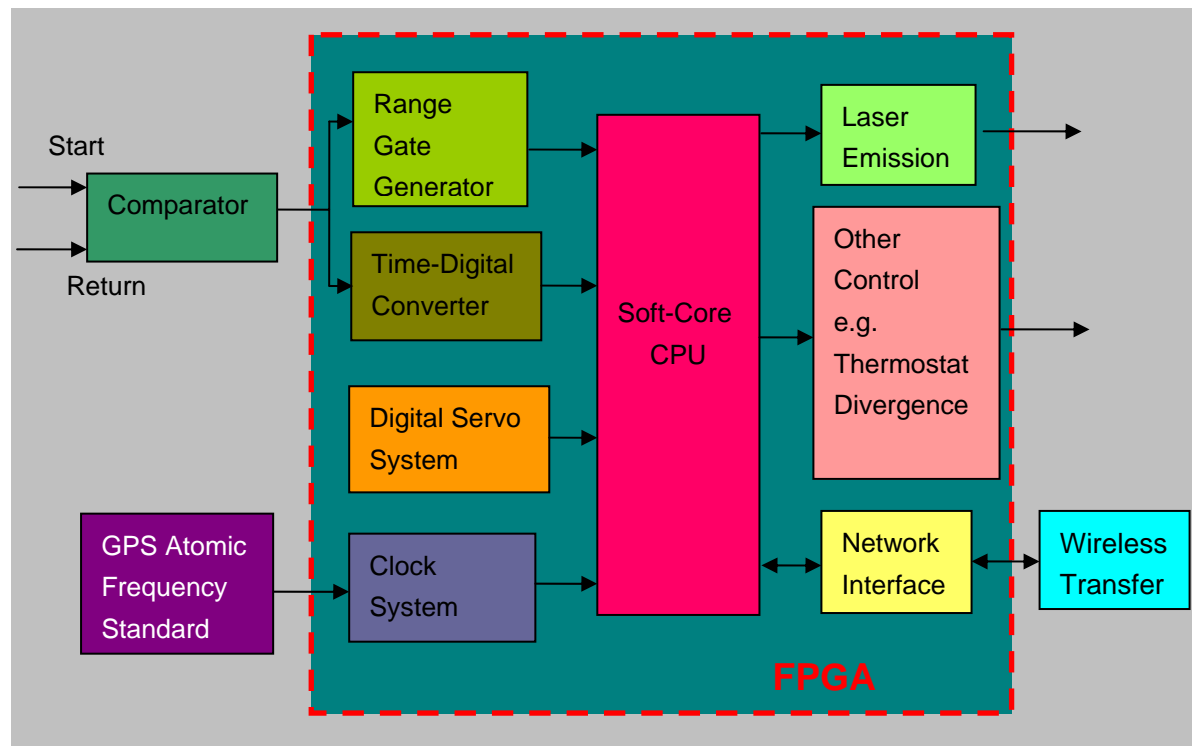 Start
Comparator
Return
Range
Gate
Generator
Time-Digital
Converter
Digital Servo
System
GPS Atomic
Frequency
Standard
Clock
System
Soft-Core
CPU
Laser
Emission
Other
Control
e.g.
Thermostat
Divergence
Network
Interface
Wireless
Transfer
FPGA